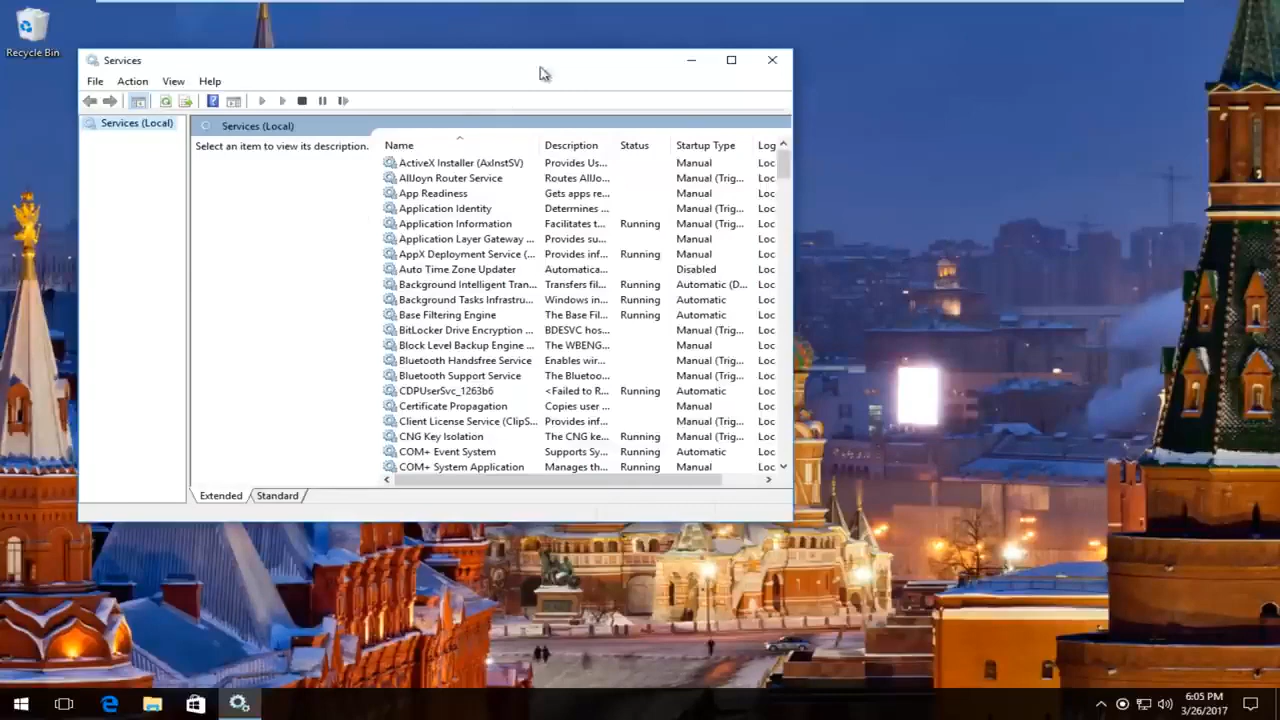 Recycle Bin
Services
File Action View Help
Services (Local)
Services (Local)
Select an item to view its description.
Name Description Status Startup Type Log
ActiveX Installer (AxInstSV) Provides Us... Manual Loc
AllJoyn Router Service Routes AllJo... Manual (Trig... Loc
App Readiness Gets apps re... Manual Loc
Application Identity Determines ... Manual (Trig... Loc
Application Information Facilitates t... Running Manual (Trig... Loc
Application Layer Gateway ... Provides su... Manual Loc
AppX Deployment Service (... Provides inf... Running Manual Loc
Auto Time Zone Updater Automatica... Disabled Loc
Background Intelligent Tran... Transfers fil... Running Automatic (D... Loc
Background Tasks Infrastru... Windows in... Running Automatic Loc
Base Filtering Engine The Base Fil... Running Automatic Loc
BitLocker Drive Encryption ... BDESVC hos... Manual (Trig... Loc
Block Level Backup Engine ... The WBENG... Manual Loc
Bluetooth Handsfree Service Enables wir... Manual (Trig... Loc
Bluetooth Support Service The Bluetoo... Manual (Trig... Loc
CDPUserSvc_1263b6 <Failed to R... Running Automatic Loc
Certificate Propagation Copies user ... Manual Loc
Client License Service (ClipS... Provides inf... Manual (Trig... Loc
CNG Key Isolation The CNG ke... Running Manual (Trig... Loc
COM+ Event System Supports Sy... Running Automatic Loc
COM+ System Application Manages th... Running Manual Loc
Extended Standard
6:05 PM
3/26/2017